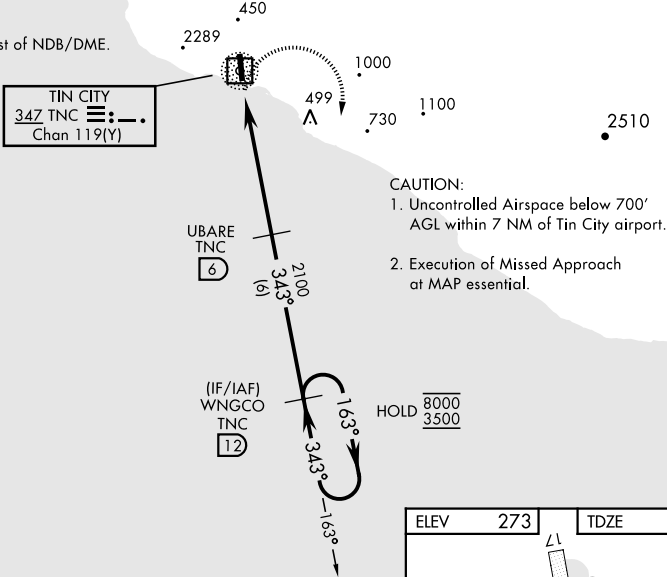 450
st of NDB/DME.
2289
1000
TIN CITY
347 TNC
Chan 119(Y)
499
1100
730
2510
CAUTION:
1. Uncontrolled Airspace below 700'
AGL within 7 NM of Tin City airport.
2. Execution of Missed Approach
at MAP essential.
UBARE
TNC
6
2100
343°
(6)
(IF/IAF)
WNGCO
TNC
12
163°
HOLD 8000
3500
343°
163°
ELEV 273
TDZE
17